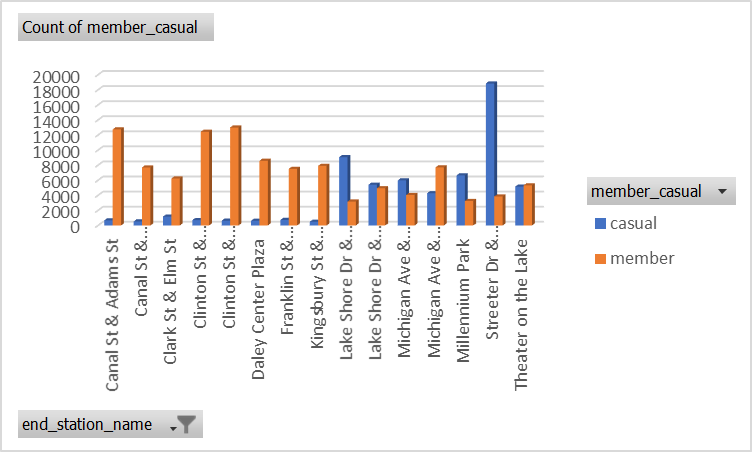 Count of member_casual
20000
18000
16000
14000
12000
10000
8000
6000
4000
2000
0
Canal St & Adams St
Canal St &...
Clark St & Elm St
Clinton St &...
Clinton St &...
Daley Center Plaza
Franklin St &...
Kingsbury St &...
Lake Shore Dr &...
Lake Shore Dr &...
Michigan Ave &...
Michigan Ave &...
Millennium Park
Streeter Dr &...
Theater on the Lake
member_casual
casual
member
end_station_name